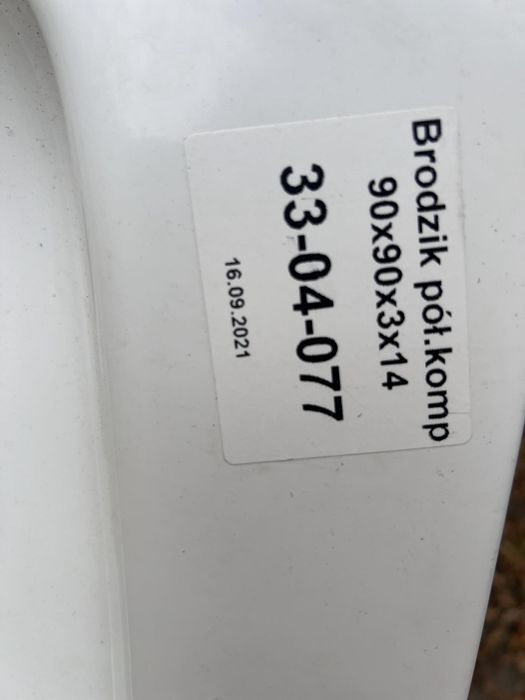 Brodzik pół.komp
90x90x3x14
33-04-077
16.09.2021